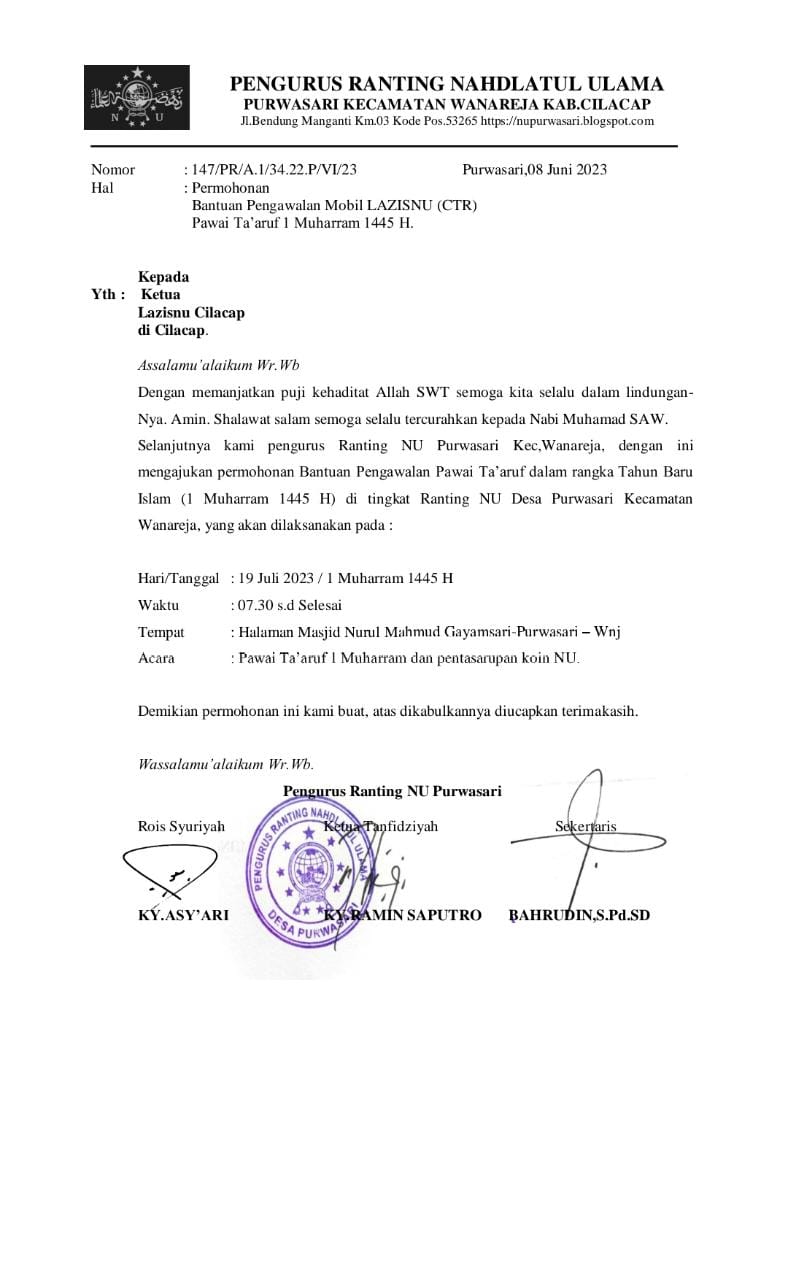 N U
PENGURUS RANTING NAHDLATUL ULAMA
PURWASARI KECAMATAN WANAREJA KAB.CILACAP
Jl.Bendung Manganti Km.03 Kode Pos.53265 https://nupurwasari.blogspot.com
Nomor : 147/PR/A.1/34.22.P/VI/23 Purwasari,08 Juni 2023
Hal : Permohonan
Bantuan Pengawalan Mobil LAZISNU (CTR)
Pawai Ta’aruf 1 Muharram 1445 H.
Kepada
Yth : Ketua
Lazisnu Cilacap
di Cilacap.
Assalamu’alaikum Wr.Wb
Dengan memanjatkan puji kehaditat Allah SWT semoga kita selalu dalam lindungan-
Nya. Amin. Shalawat salam semoga selalu tercurahkan kepada Nabi Muhamad SAW.
Selanjutnya kami pengurus Ranting NU Purwasari Kec,Wanareja, dengan ini
mengajukan permohonan Bantuan Pengawalan Pawai Ta’aruf dalam rangka Tahun Baru
Islam (1 Muharram 1445 H) di tingkat Ranting NU Desa Purwasari Kecamatan
Wanareja, yang akan dilaksanakan pada :
Hari/Tanggal : 19 Juli 2023 / 1 Muharram 1445 H
Waktu : 07.30 s.d Selesai
Tempat : Halaman Masjid Nurul Mahmud Gayamsari-Purwasari – Wnj
Acara : Pawai Ta’aruf 1 Muharram dan pentasarupan koin NU.
Demikian permohonan ini kami buat, atas dikabulkannya diucapkan terimakasih.
Wassalamu’alaikum Wr.Wb.
Pengurus Ranting NU Purwasari
Rois Syuriyah Ketua Tanfidziyah Sekertaris
PENGURUS RANTING NAHDLATUL ULAMA
DESA PURWASARI
KY.ASY’ARI KY.RAMIN SAPUTRO BAHRUDIN,S.Pd.SD